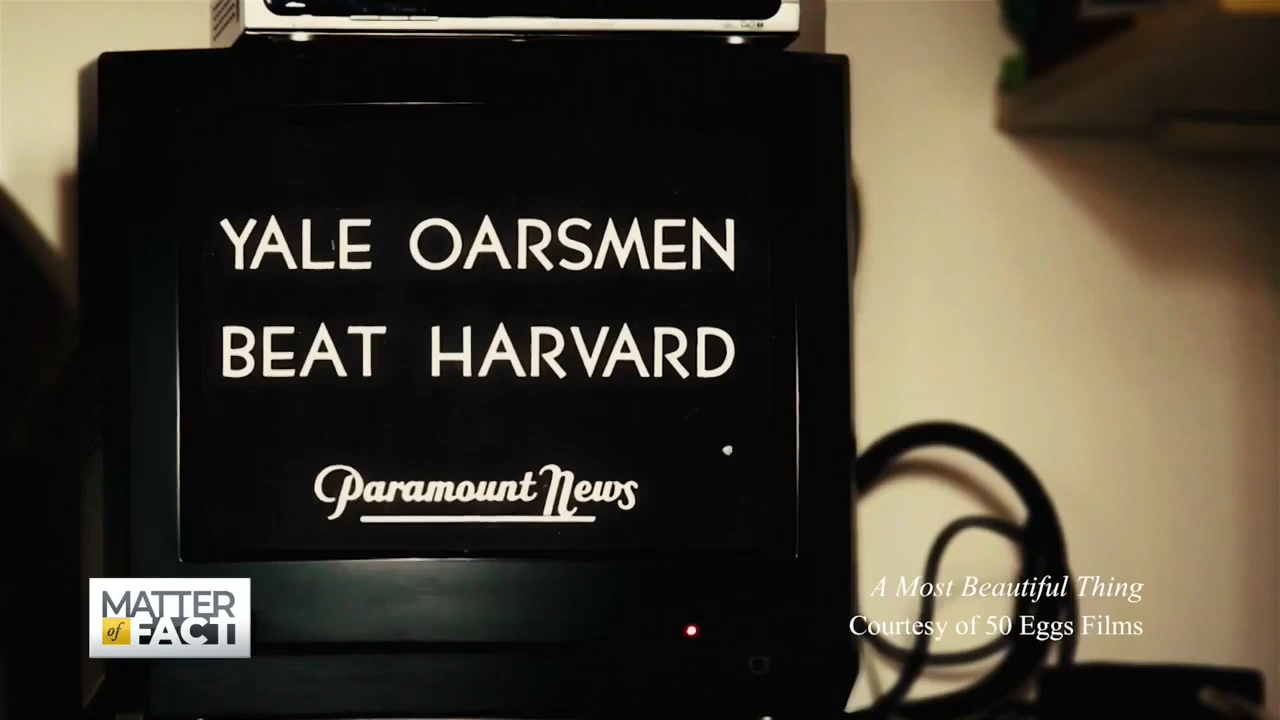 YALE OARSMEN
BEAT HARVARD
Paramount News
MATTER
of FACT
A Most Beautiful Thing
Courtesy of 50 Eggs Films